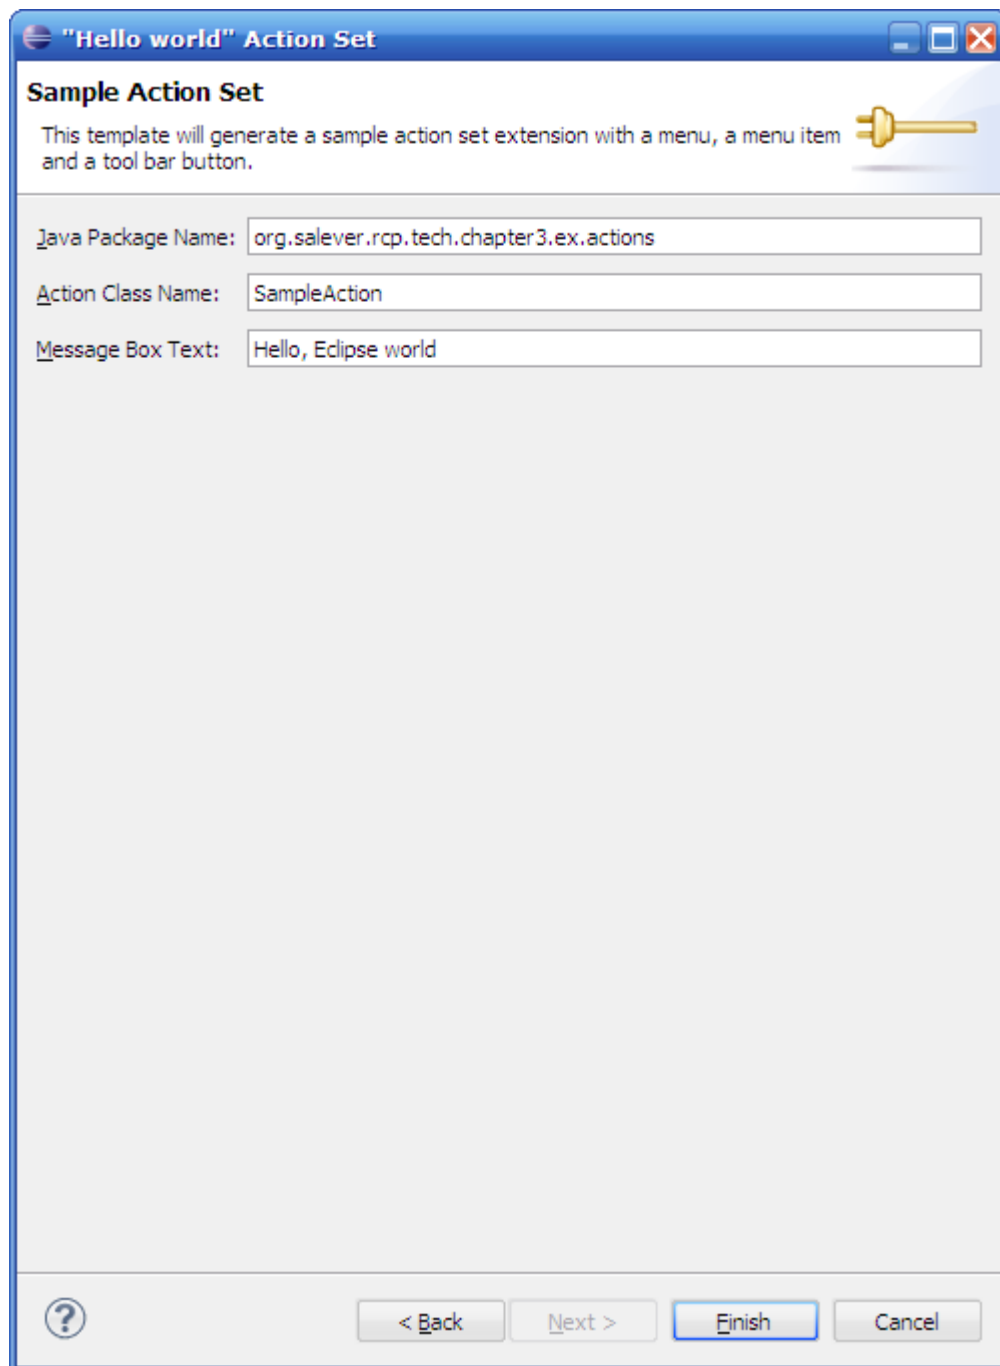 "Hello world" Action Set
Sample Action Set
This template will generate a sample action set extension with a menu, a menu item
and a tool bar button.
Java Package Name: org.salever.rcp.tech.chapter3.ex.actions
Action Class Name: SampleAction
Message Box Text: Hello, Eclipse world
? < Back Next > Finish Cancel